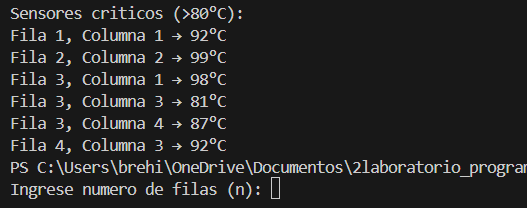 Sensores criticos (>80°C):
Fila 1, Columna 1 → 92°C
Fila 2, Columna 2 → 99°C
Fila 3, Columna 1 → 98°C
Fila 3, Columna 3 → 81°C
Fila 3, Columna 4 → 87°C
Fila 4, Columna 3 → 92°C
PS C:\Users\brehi\OneDrive\Documentos\2laboratorio_progra
Ingrese numero de filas (n):